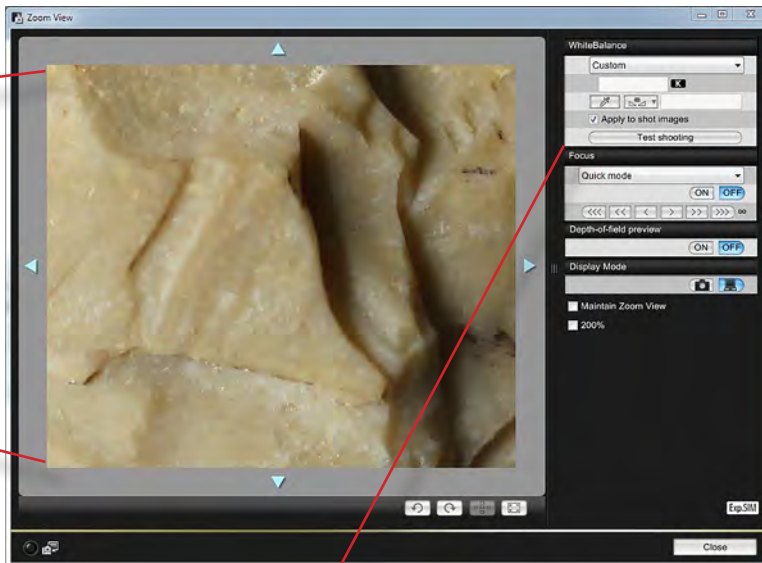 Zoom View
WhiteBalance
Custom
K
Apply to shot images
Test shooting
Focus
Quick mode
ON OFF
<<< << < > >> >>> ∞
Depth-of-field preview
ON OFF
Display Mode
Maintain Zoom View
200%
Exp.SIM
Close